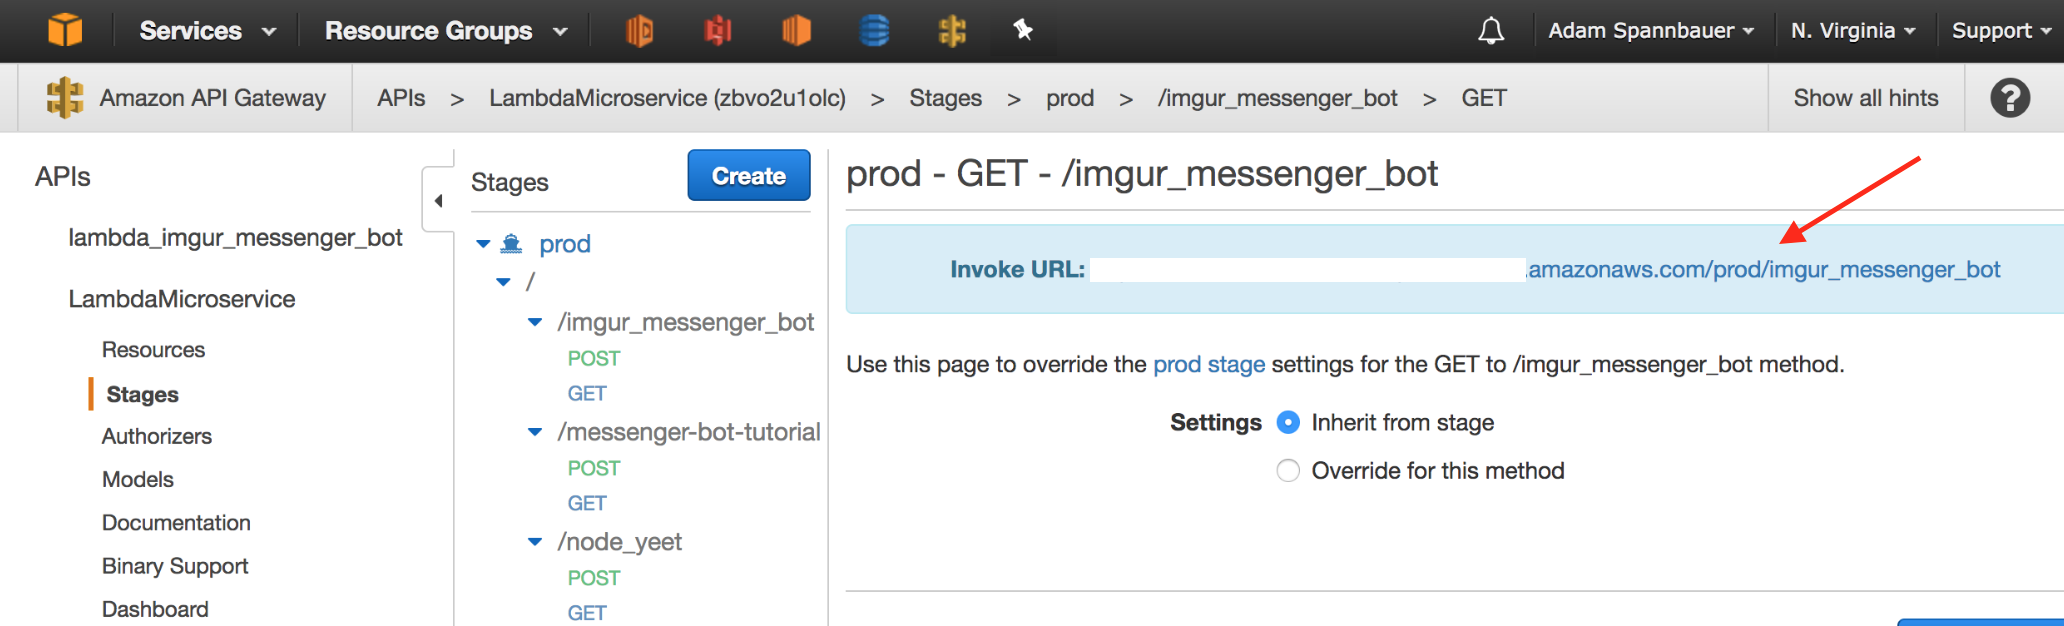 Services Resource Groups Adam Spannbauer N. Virginia Support
Amazon API Gateway APIs > LambdaMicroservice (zbvo2u1olc) > Stages > prod > /imgur_messenger_bot > GET Show all hints ?
APIs
lambda_imgur_messenger_bot
LambdaMicroservice
Resources
Stages
Authorizers
Models
Documentation
Binary Support
Dashboard
Stages Create
prod
/
/imgur_messenger_bot
POST
GET
/messenger-bot-tutorial
POST
GET
/node_yeet
POST
GET
prod - GET - /imgur_messenger_bot
Invoke URL: .amazonaws.com/prod/imgur_messenger_bot
Use this page to override the prod stage settings for the GET to /imgur_messenger_bot method.
Settings Inherit from stage
Override for this method